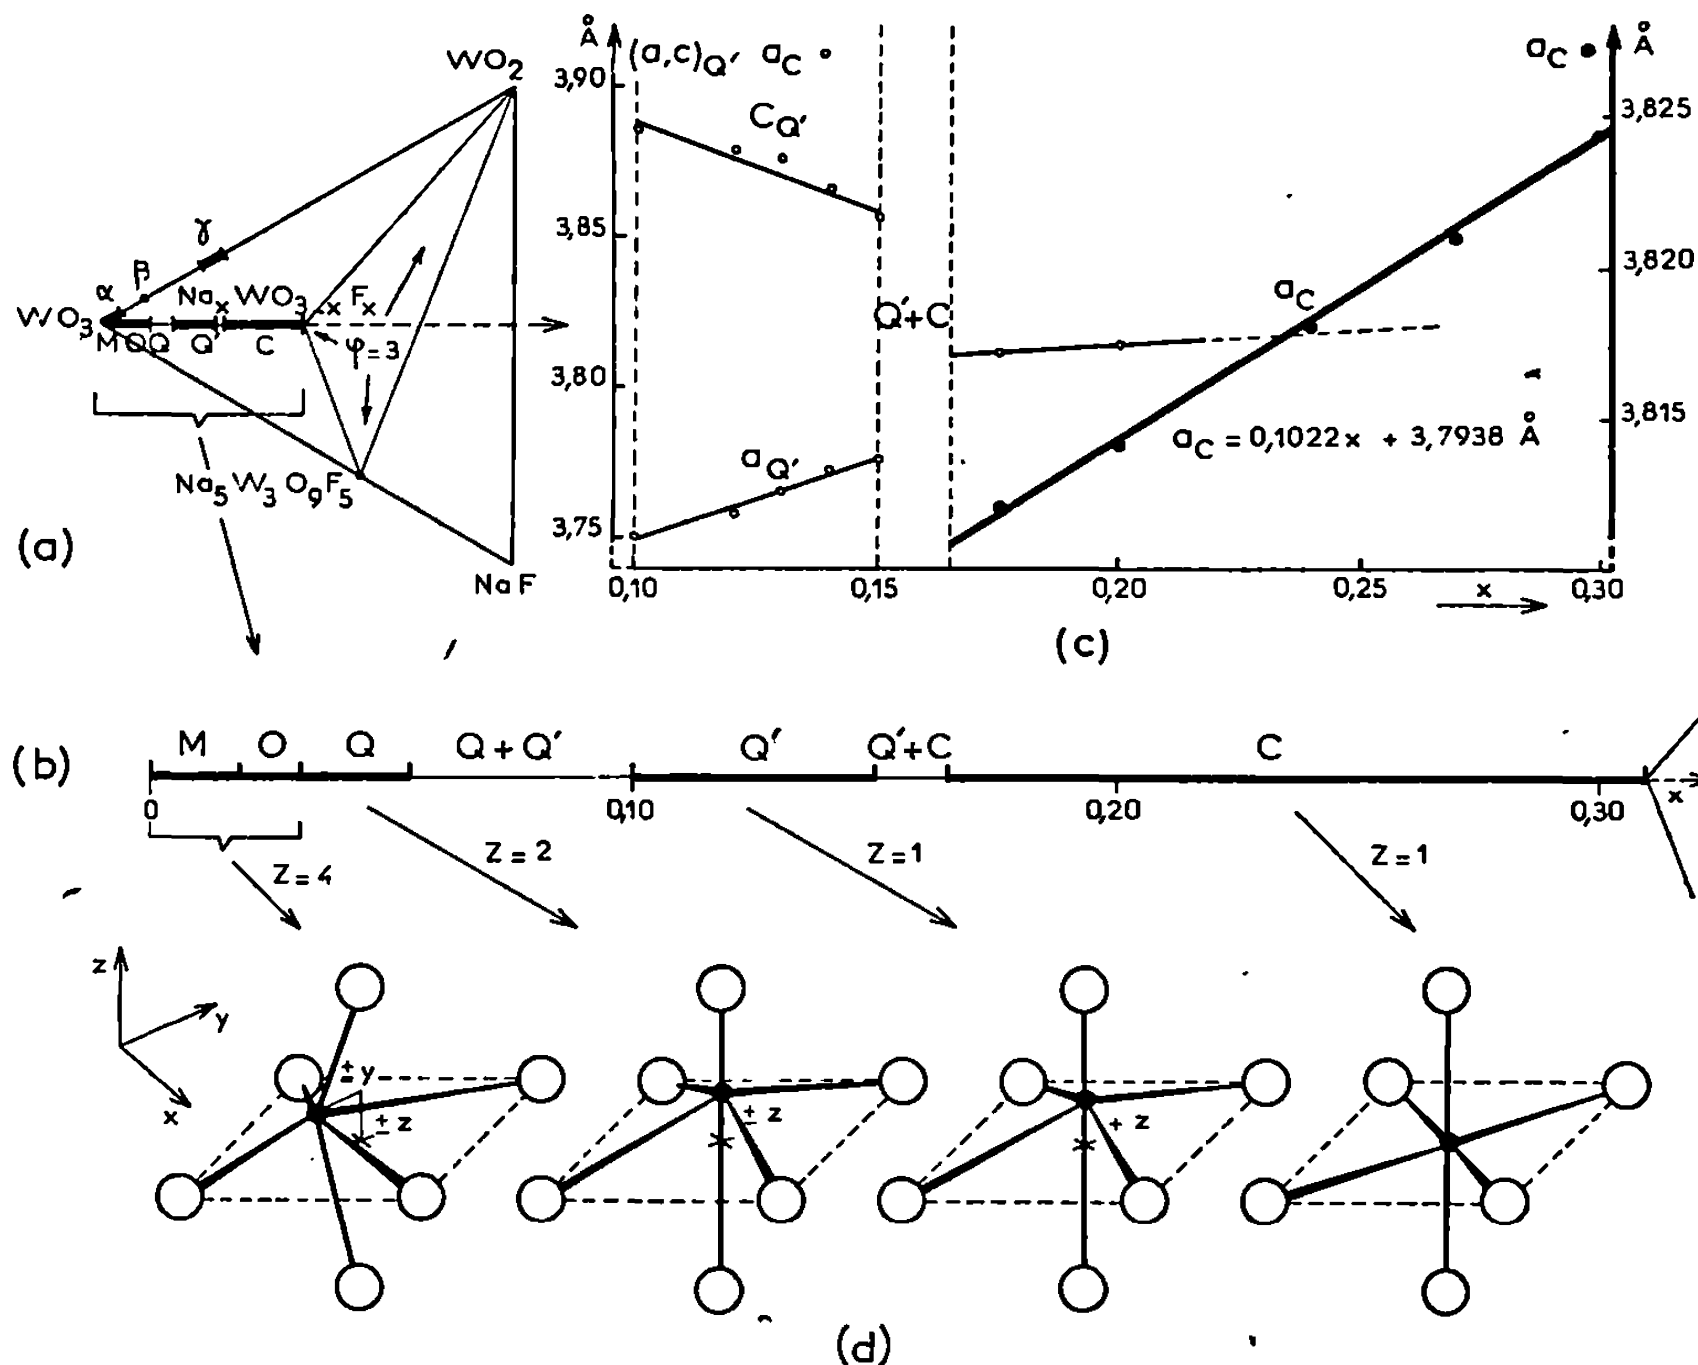 WO₂
γ
β
α
NaₓWO₃₋ₓFₓ
WO₃
M O Q Q' C
φ=3
Na₅W₃O₉F₅
NaF
(a)
Å
(a,c)Q' aC
3,90
3,85
3,80
3,75
CQ'
aQ'
Q'+C
aC
aC = 0,1022x + 3,7938 Å
aC Å
3,825
3,820
3,815
0,10 0,15 0,20 0,25 0,30
x
(c)
(b)
M O Q Q+Q' Q' Q'+C C
0 0,10 0,20 0,30 x
Z=4 Z=2 Z=1 Z=1
z
y
x
± y
± z
± z
+ z
(d)